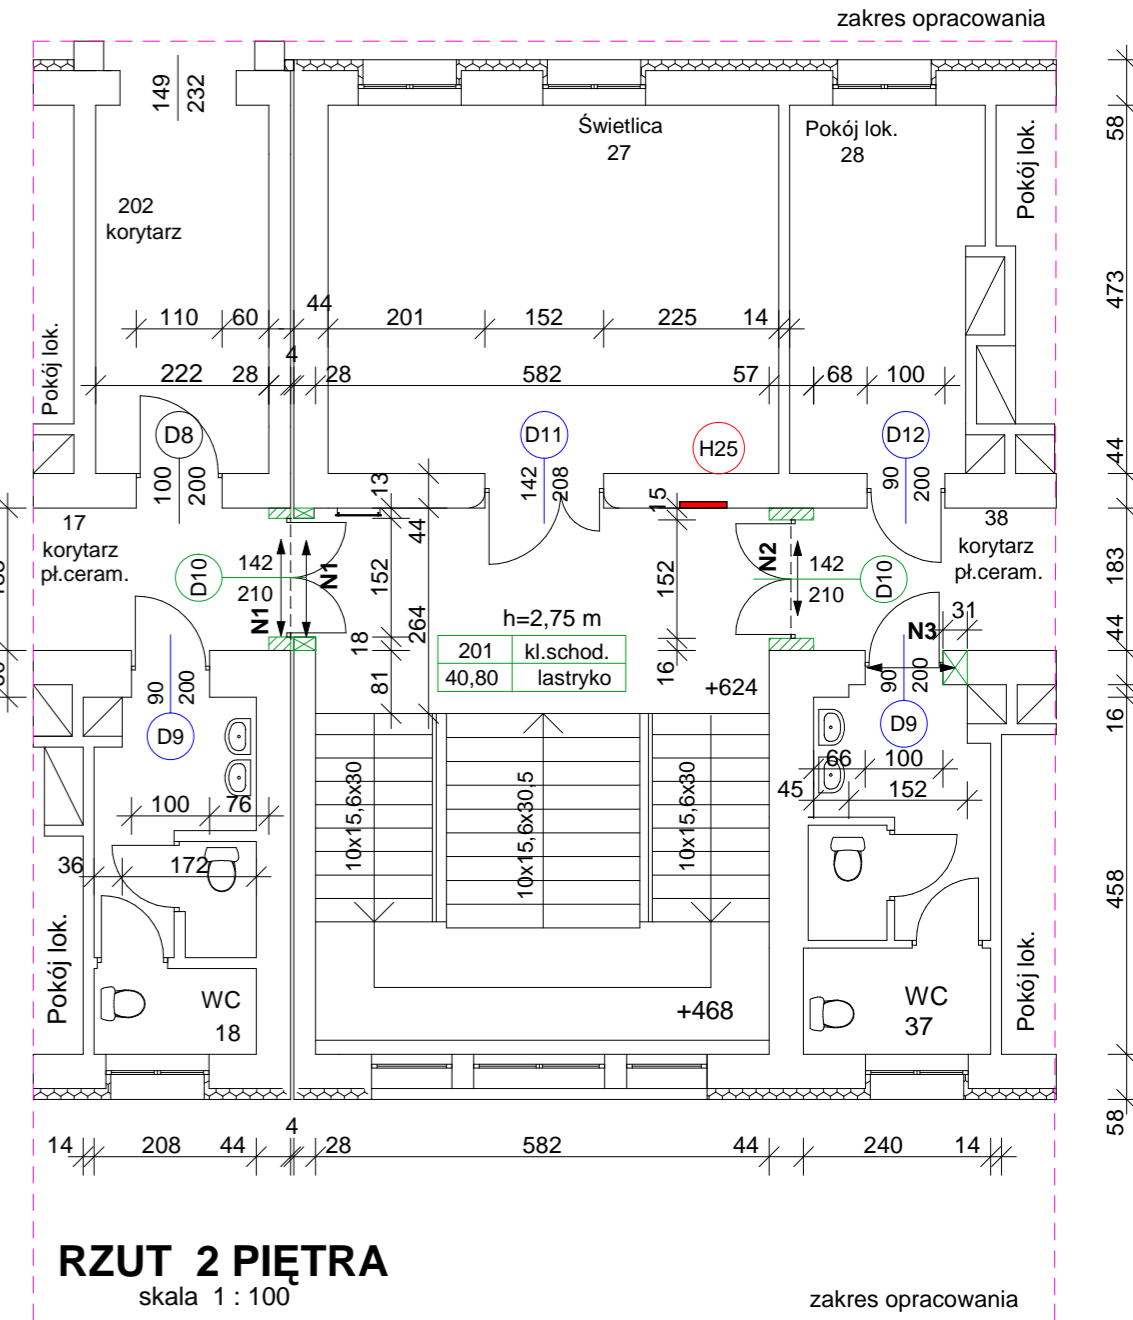 zakres opracowania
149
232
Świetlica
27
Pokój lok.
28
Pokój lok.
58
202
korytarz
473
44
110
60
201
152
225
14
4
Pokój lok.
222
28
28
582
57
68
100
D8
D11
H25
D12
100
200
142
208
90
200
44
13
44
15
17
korytarz
pł.ceram.
38
korytarz
pł.ceram.
D10
142
210
N1
N1
152
264
152
N2
142
210
D10
183
h=2,75 m
201 kl.schod.
40,80 lastryko
18
81
16
+624
N3
31
44
90
200
D9
90
200
D9
16
10x15,6x30
10x15,6x30,5
10x15,6x30
66
100
45
152
100
76
36
172
458
Pokój lok.
WC
18
+468
WC
37
Pokój lok.
58
14
208
44
4
28
582
44
240
14
RZUT 2 PIĘTRA
skala 1 : 100
zakres opracowania